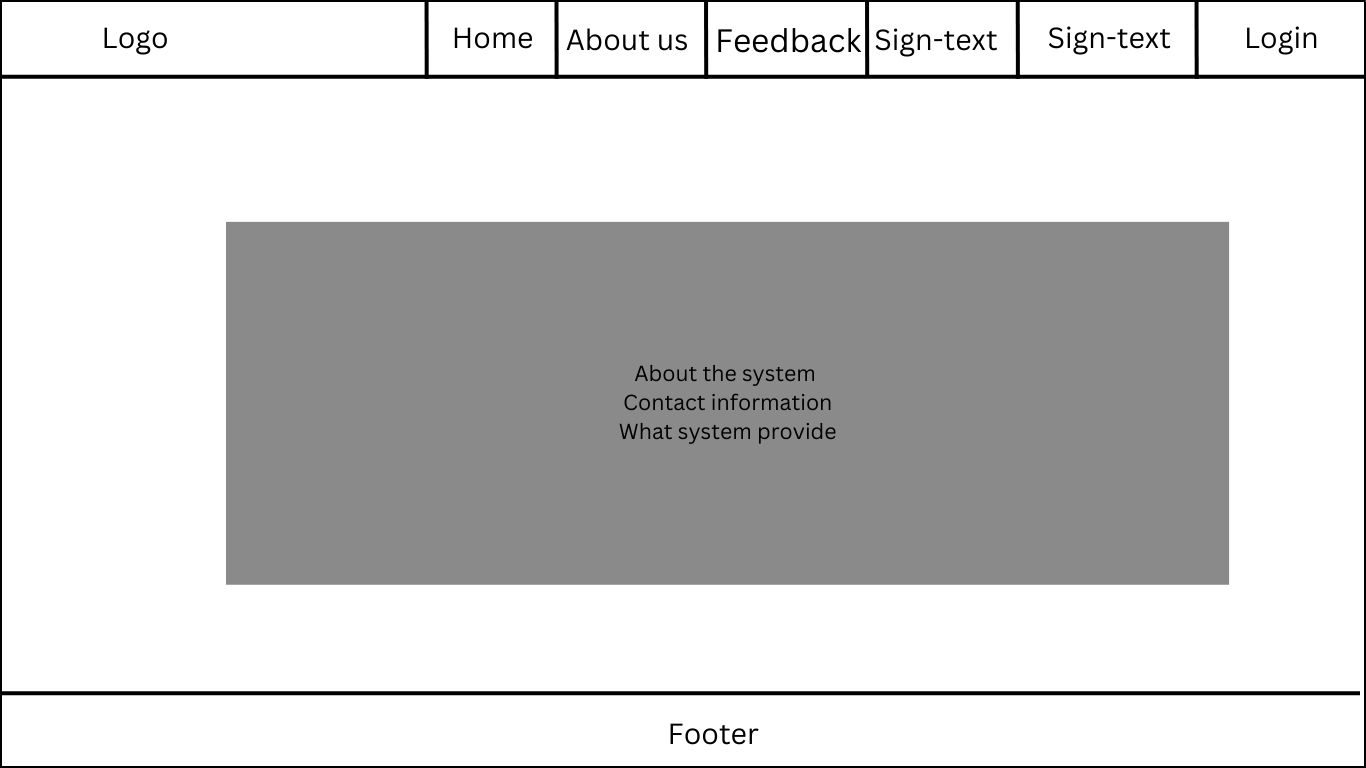 Logo
Home
About us
Feedback
Sign-text
Sign-text
Login
About the system
Contact information
What system provide
Footer